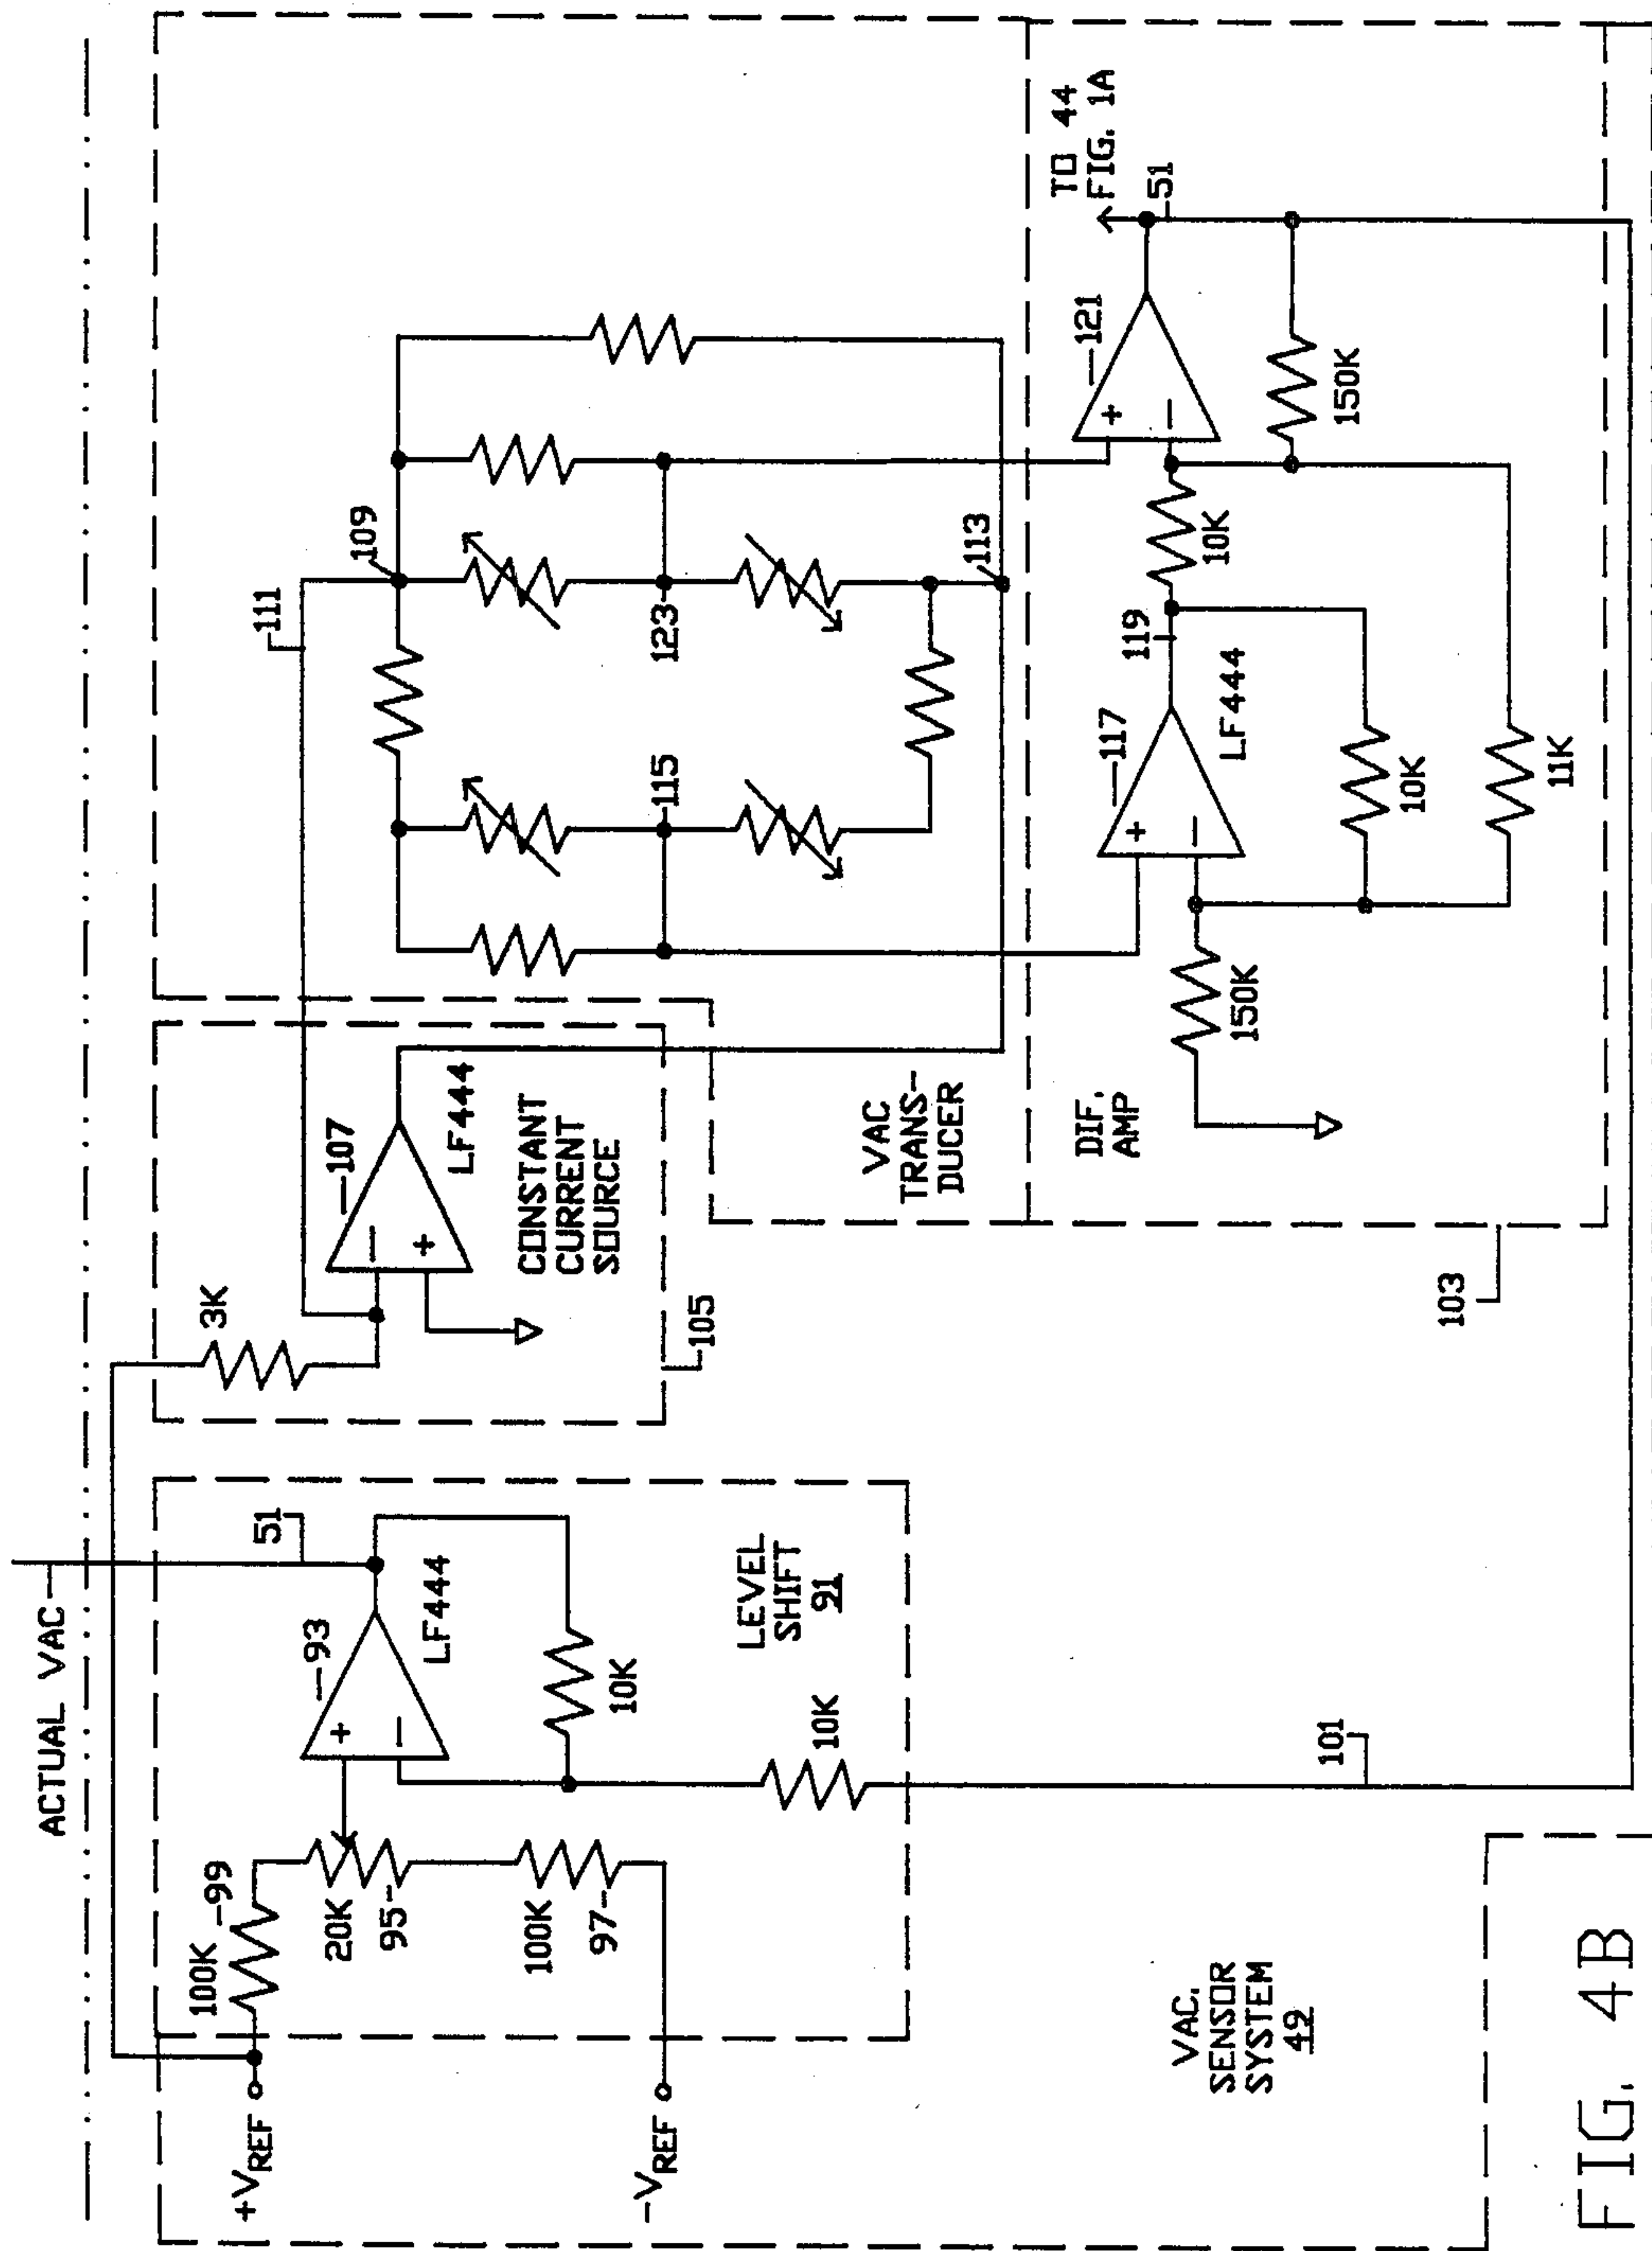 ACTUAL VAC
+VREF
100K
99
20K
95
100K
97
-VREF
51
93
LF444
+
−
10K
10K
LEVEL
SHIFT
91
101
3K
107
LF444
−
+
CONSTANT
CURRENT
SOURCE
105
111
109
115
123
113
VAC
TRANS-
DUCER
DIF.
AMP
150K
117
LF444
+
−
119
10K
10K
11K
121
+
−
150K
TO 44
FIG. 1A
51
103
VAC.
SENSOR
SYSTEM
49
FIG. 4B